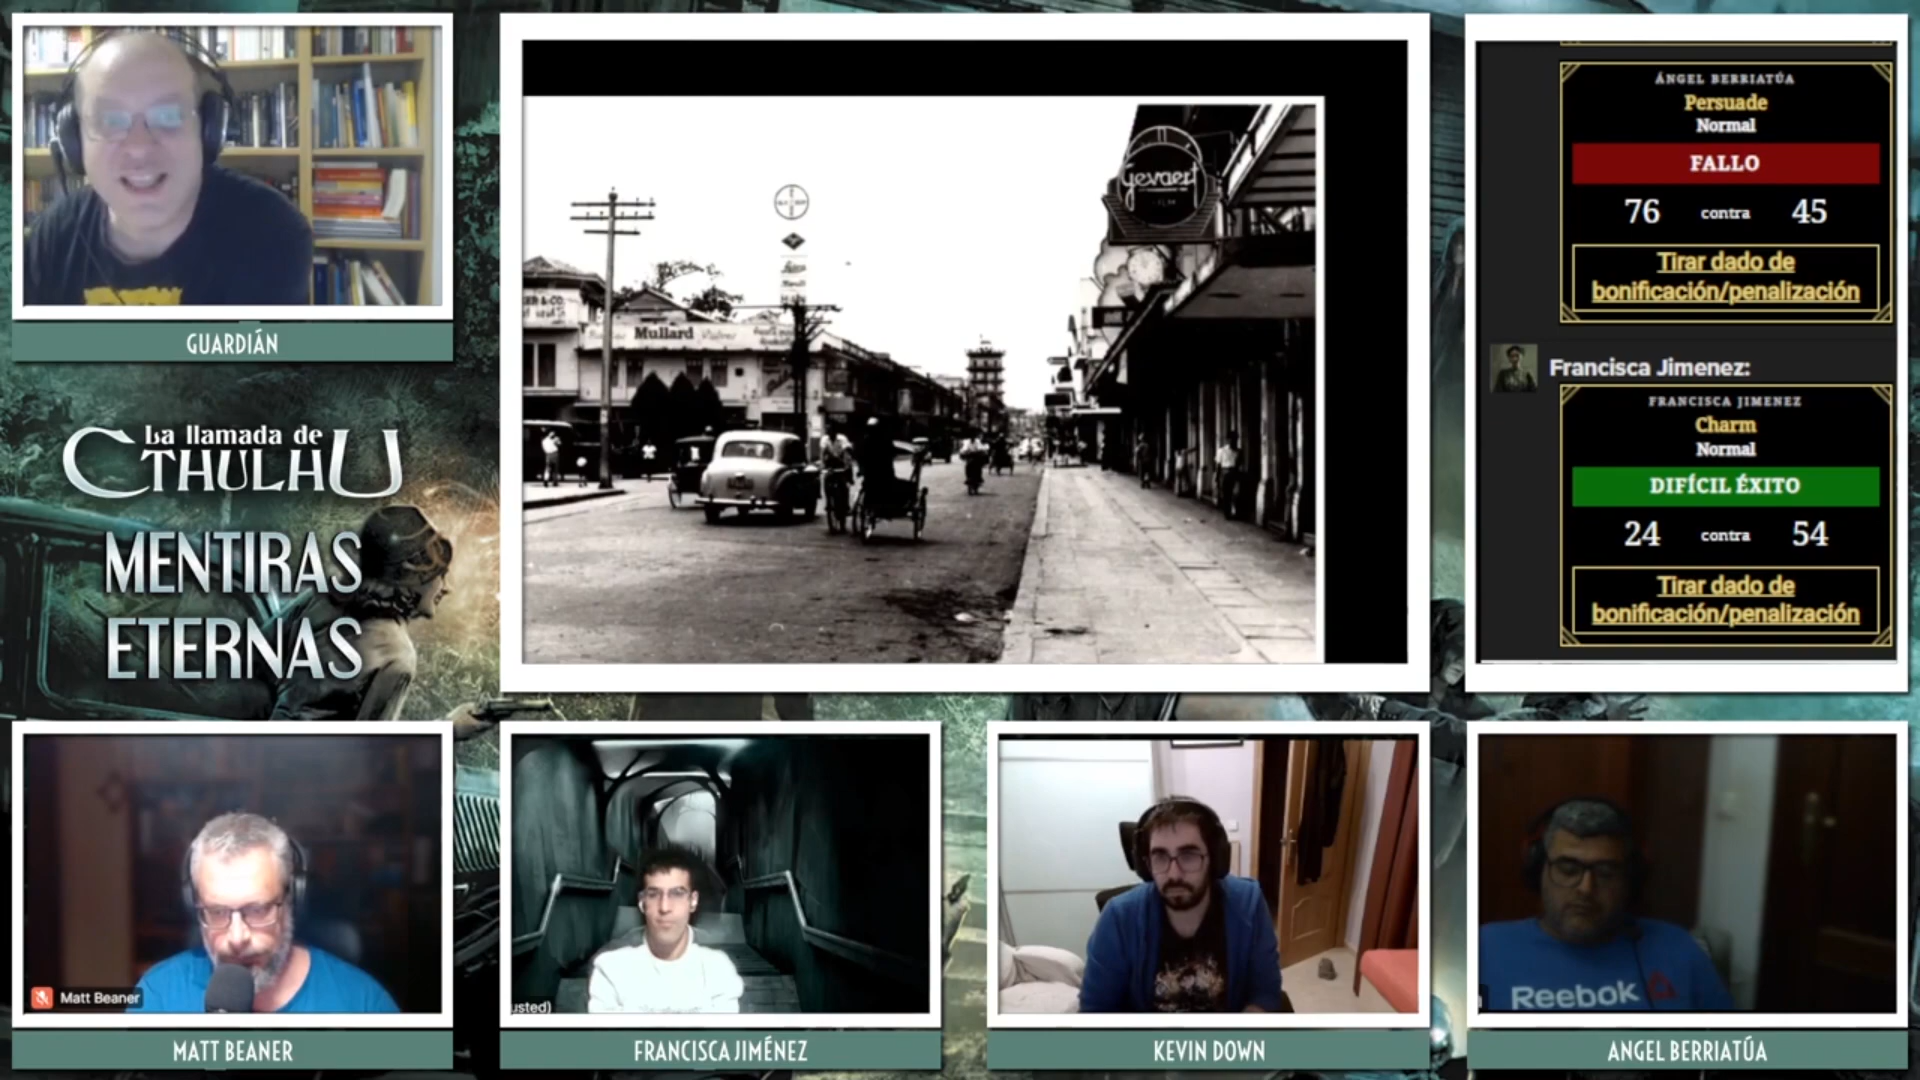 GUARDIÁN
La llamada de
CTHULHU
MENTIRAS
ETERNAS
Gevaert
Mullard
ÁNGEL BERRIATÚA
Persuade
Normal
FALLO
76 contra 45
Tirar dado de
bonificación/penalización
Francisca Jimenez:
FRANCISCA JIMENEZ
Charm
Normal
DIFÍCIL ÉXITO
24 contra 54
Tirar dado de
bonificación/penalización
Matt Beaner
usted)
Reebok
MATT BEANER
FRANCISCA JIMÉNEZ
KEVIN DOWN
ANGEL BERRIATÚA